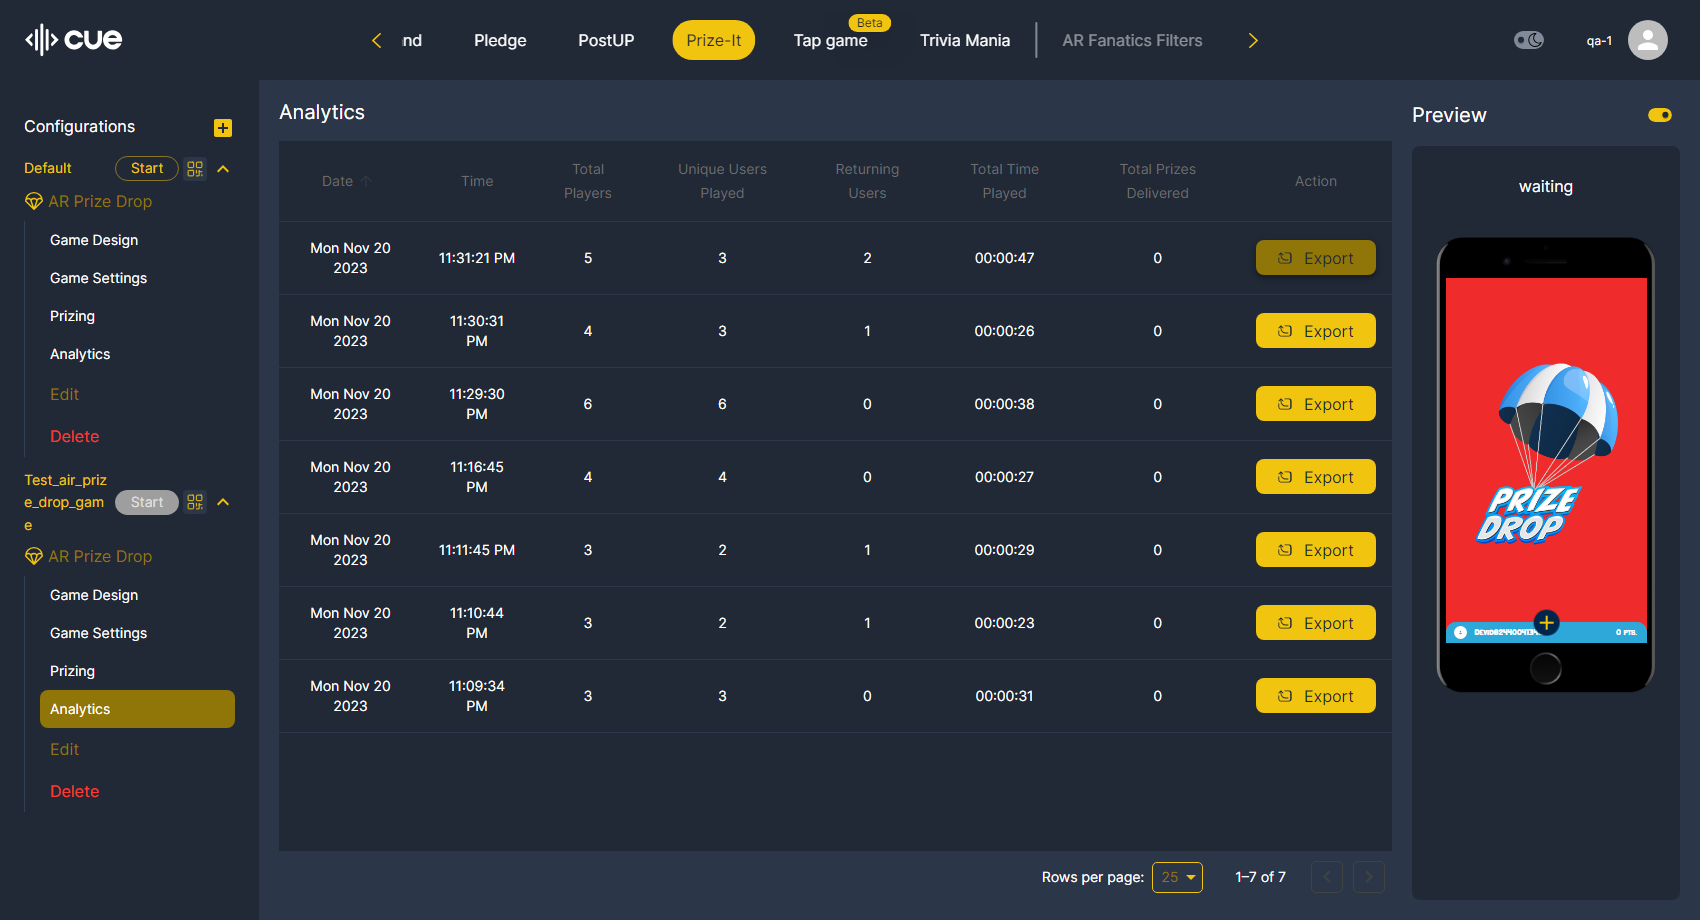 cue
nd
Pledge
PostUP
Prize-It
Beta
Tap game
Trivia Mania
AR Fanatics Filters
qa-1
Configurations
Default
Start
AR Prize Drop
Game Design
Game Settings
Prizing
Analytics
Edit
Delete
Test_air_priz
e_drop_gam
e
Start
AR Prize Drop
Game Design
Game Settings
Prizing
Analytics
Edit
Delete
Analytics
Date
Time
Total
Players
Unique Users
Played
Returning
Users
Total Time
Played
Total Prizes
Delivered
Action
Mon Nov 20
2023
11:31:21 PM
5
3
2
00:00:47
0
Export
Mon Nov 20
2023
11:30:31
PM
4
3
1
00:00:26
0
Export
Mon Nov 20
2023
11:29:30
PM
6
6
0
00:00:38
0
Export
Mon Nov 20
2023
11:16:45
PM
4
4
0
00:00:27
0
Export
Mon Nov 20
2023
11:11:45 PM
3
2
1
00:00:29
0
Export
Mon Nov 20
2023
11:10:44
PM
3
2
1
00:00:23
0
Export
Mon Nov 20
2023
11:09:34
PM
3
3
0
00:00:31
0
Export
Rows per page:
25
1–7 of 7
Preview
waiting
PRIZE
DROP
0 PTS.